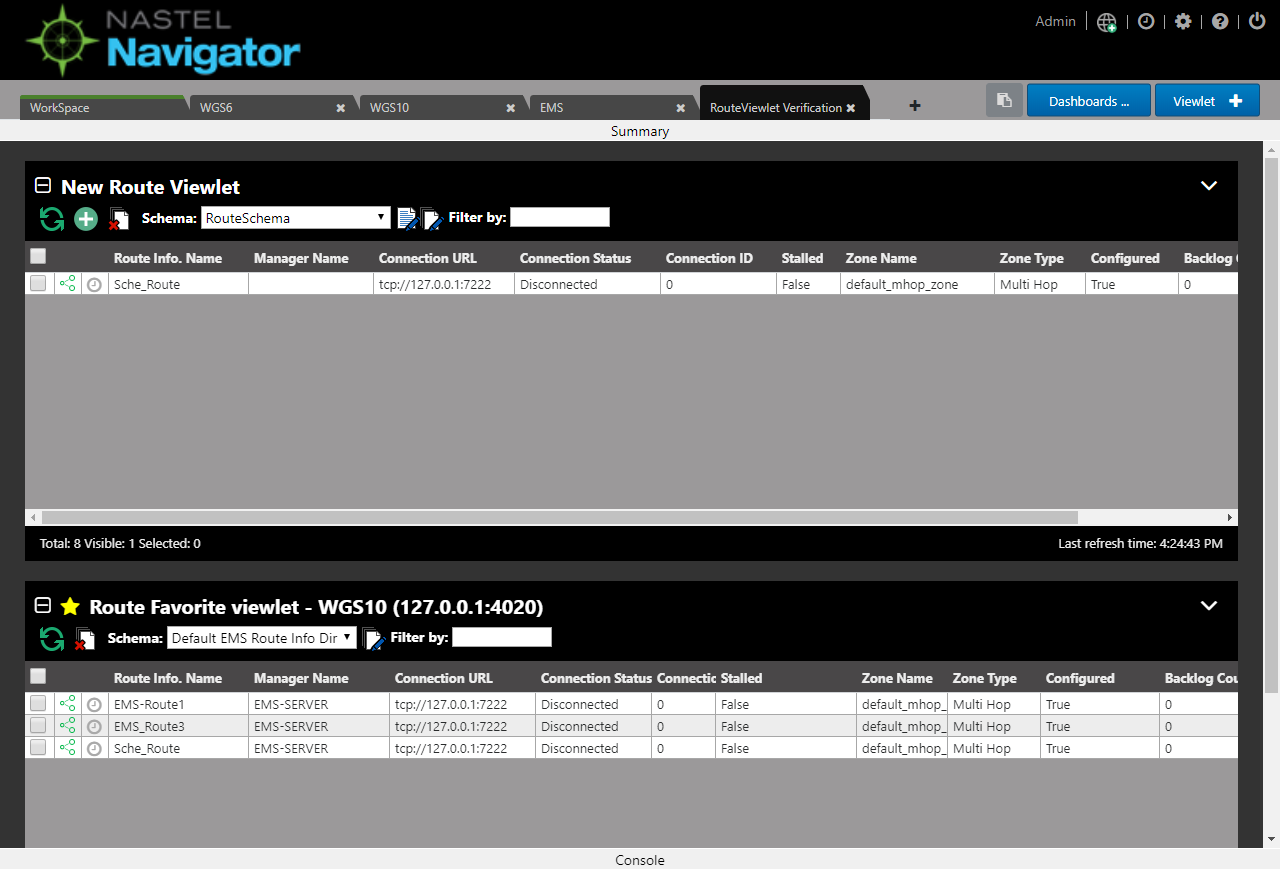 NASTEL
Navigator
Admin
WorkSpace WGS6 WGS10 EMS RouteViewlet Verification Dashboards ... Viewlet
Summary
New Route Viewlet
Schema: RouteSchema Filter by:
Route Info. Name Manager Name Connection URL Connection Status Connection ID Stalled Zone Name Zone Type Configured Backlog C
Sche_Route tcp://127.0.0.1:7222 Disconnected 0 False default_mhop_zone Multi Hop True 0
Total: 8 Visible: 1 Selected: 0 Last refresh time: 4:24:43 PM
Route Favorite viewlet - WGS10 (127.0.0.1:4020)
Schema: Default EMS Route Info Dir Filter by:
Route Info. Name Manager Name Connection URL Connection Status Connectic Stalled Zone Name Zone Type Configured Backlog Cou
EMS-Route1 EMS-SERVER tcp://127.0.0.1:7222 Disconnected 0 False default_mhop_ Multi Hop True 0
EMS_Route3 EMS-SERVER tcp://127.0.0.1:7222 Disconnected 0 False default_mhop_ Multi Hop True 0
Sche_Route EMS-SERVER tcp://127.0.0.1:7222 Disconnected 0 False default_mhop_ Multi Hop True 0
Console